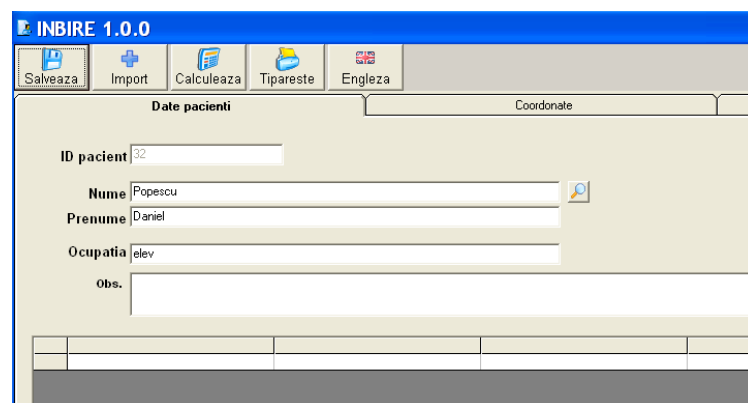 INBIRE 1.0.0
Salveaza Import Calculeaza Tipareste Engleza
Date pacienti Coordonate
ID pacient 32
Nume Popescu
Prenume Daniel
Ocupatia elev
Obs.